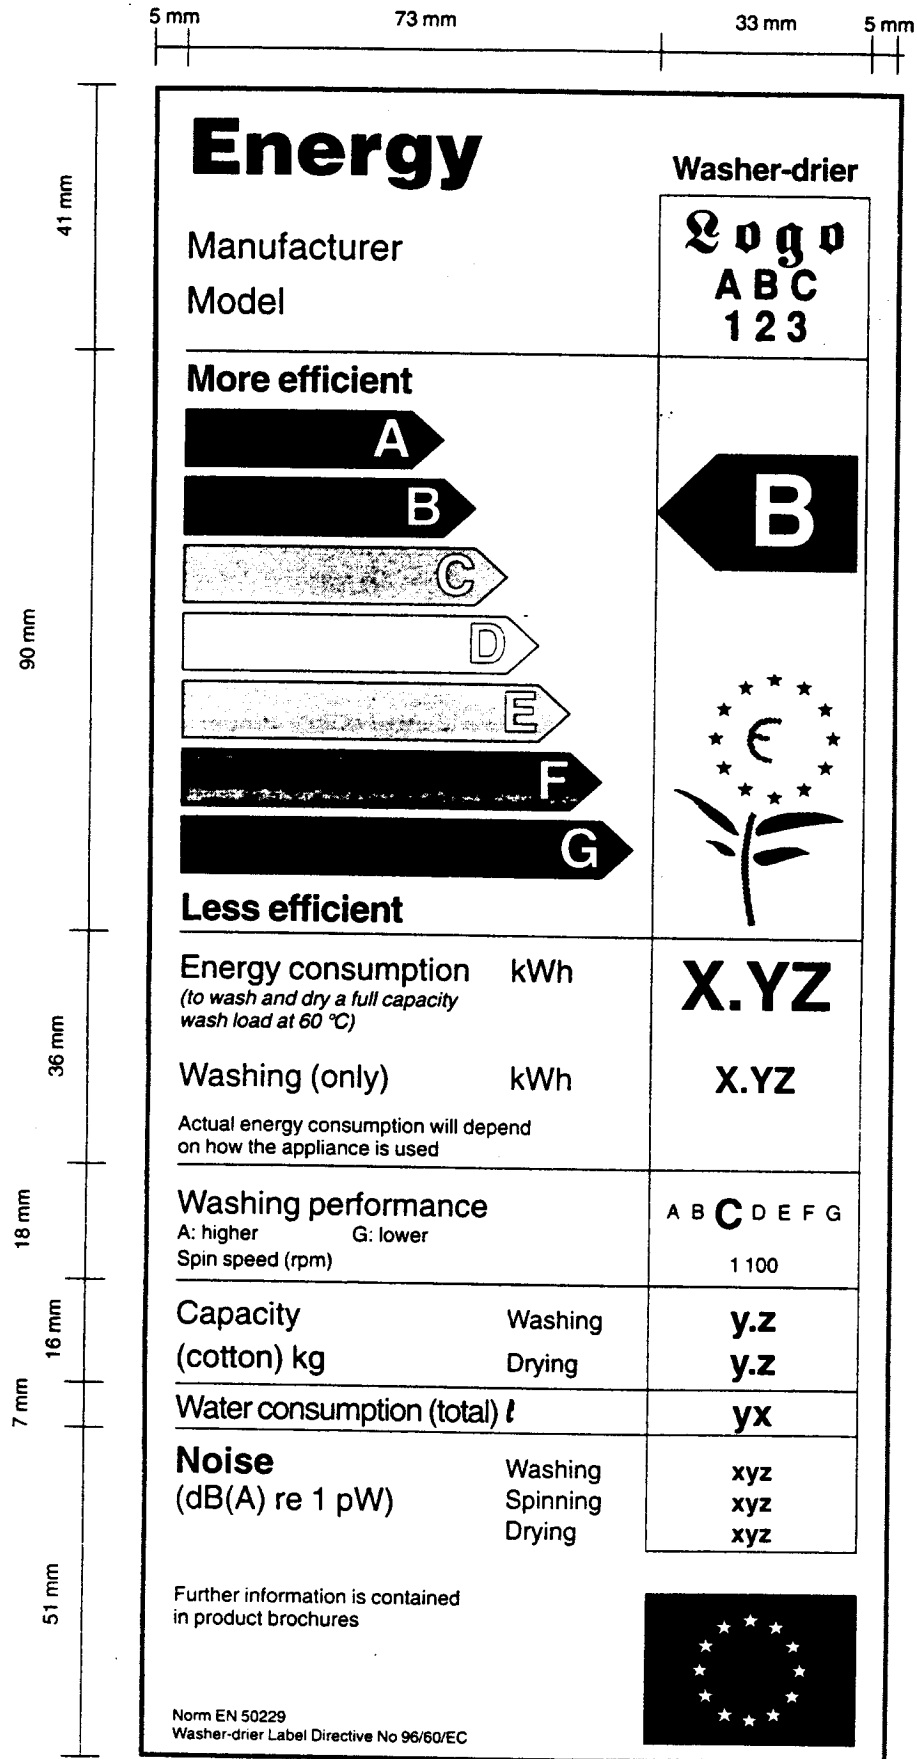 5 mm 73 mm 33 mm 5 mm
41 mm
Energy
Washer-drier
Manufacturer
Model
Logo
A B C
1 2 3
90 mm
More efficient
A
B
B
C
D
E
F
G
Less efficient
36 mm
Energy consumption kWh X.YZ
(to wash and dry a full capacity
wash load at 60 °C)
Washing (only) kWh X.YZ
Actual energy consumption will depend
on how the appliance is used
18 mm
Washing performance A B C D E F G
A: higher G: lower
Spin speed (rpm) 1 100
16 mm
Capacity Washing y.z
(cotton) kg Drying y.z
7 mm
Water consumption (total) ℓ yx
51 mm
Noise Washing xyz
(dB(A) re 1 pW) Spinning xyz
Drying xyz
Further information is contained
in product brochures
Norm EN 50229
Washer-drier Label Directive No 96/60/EC